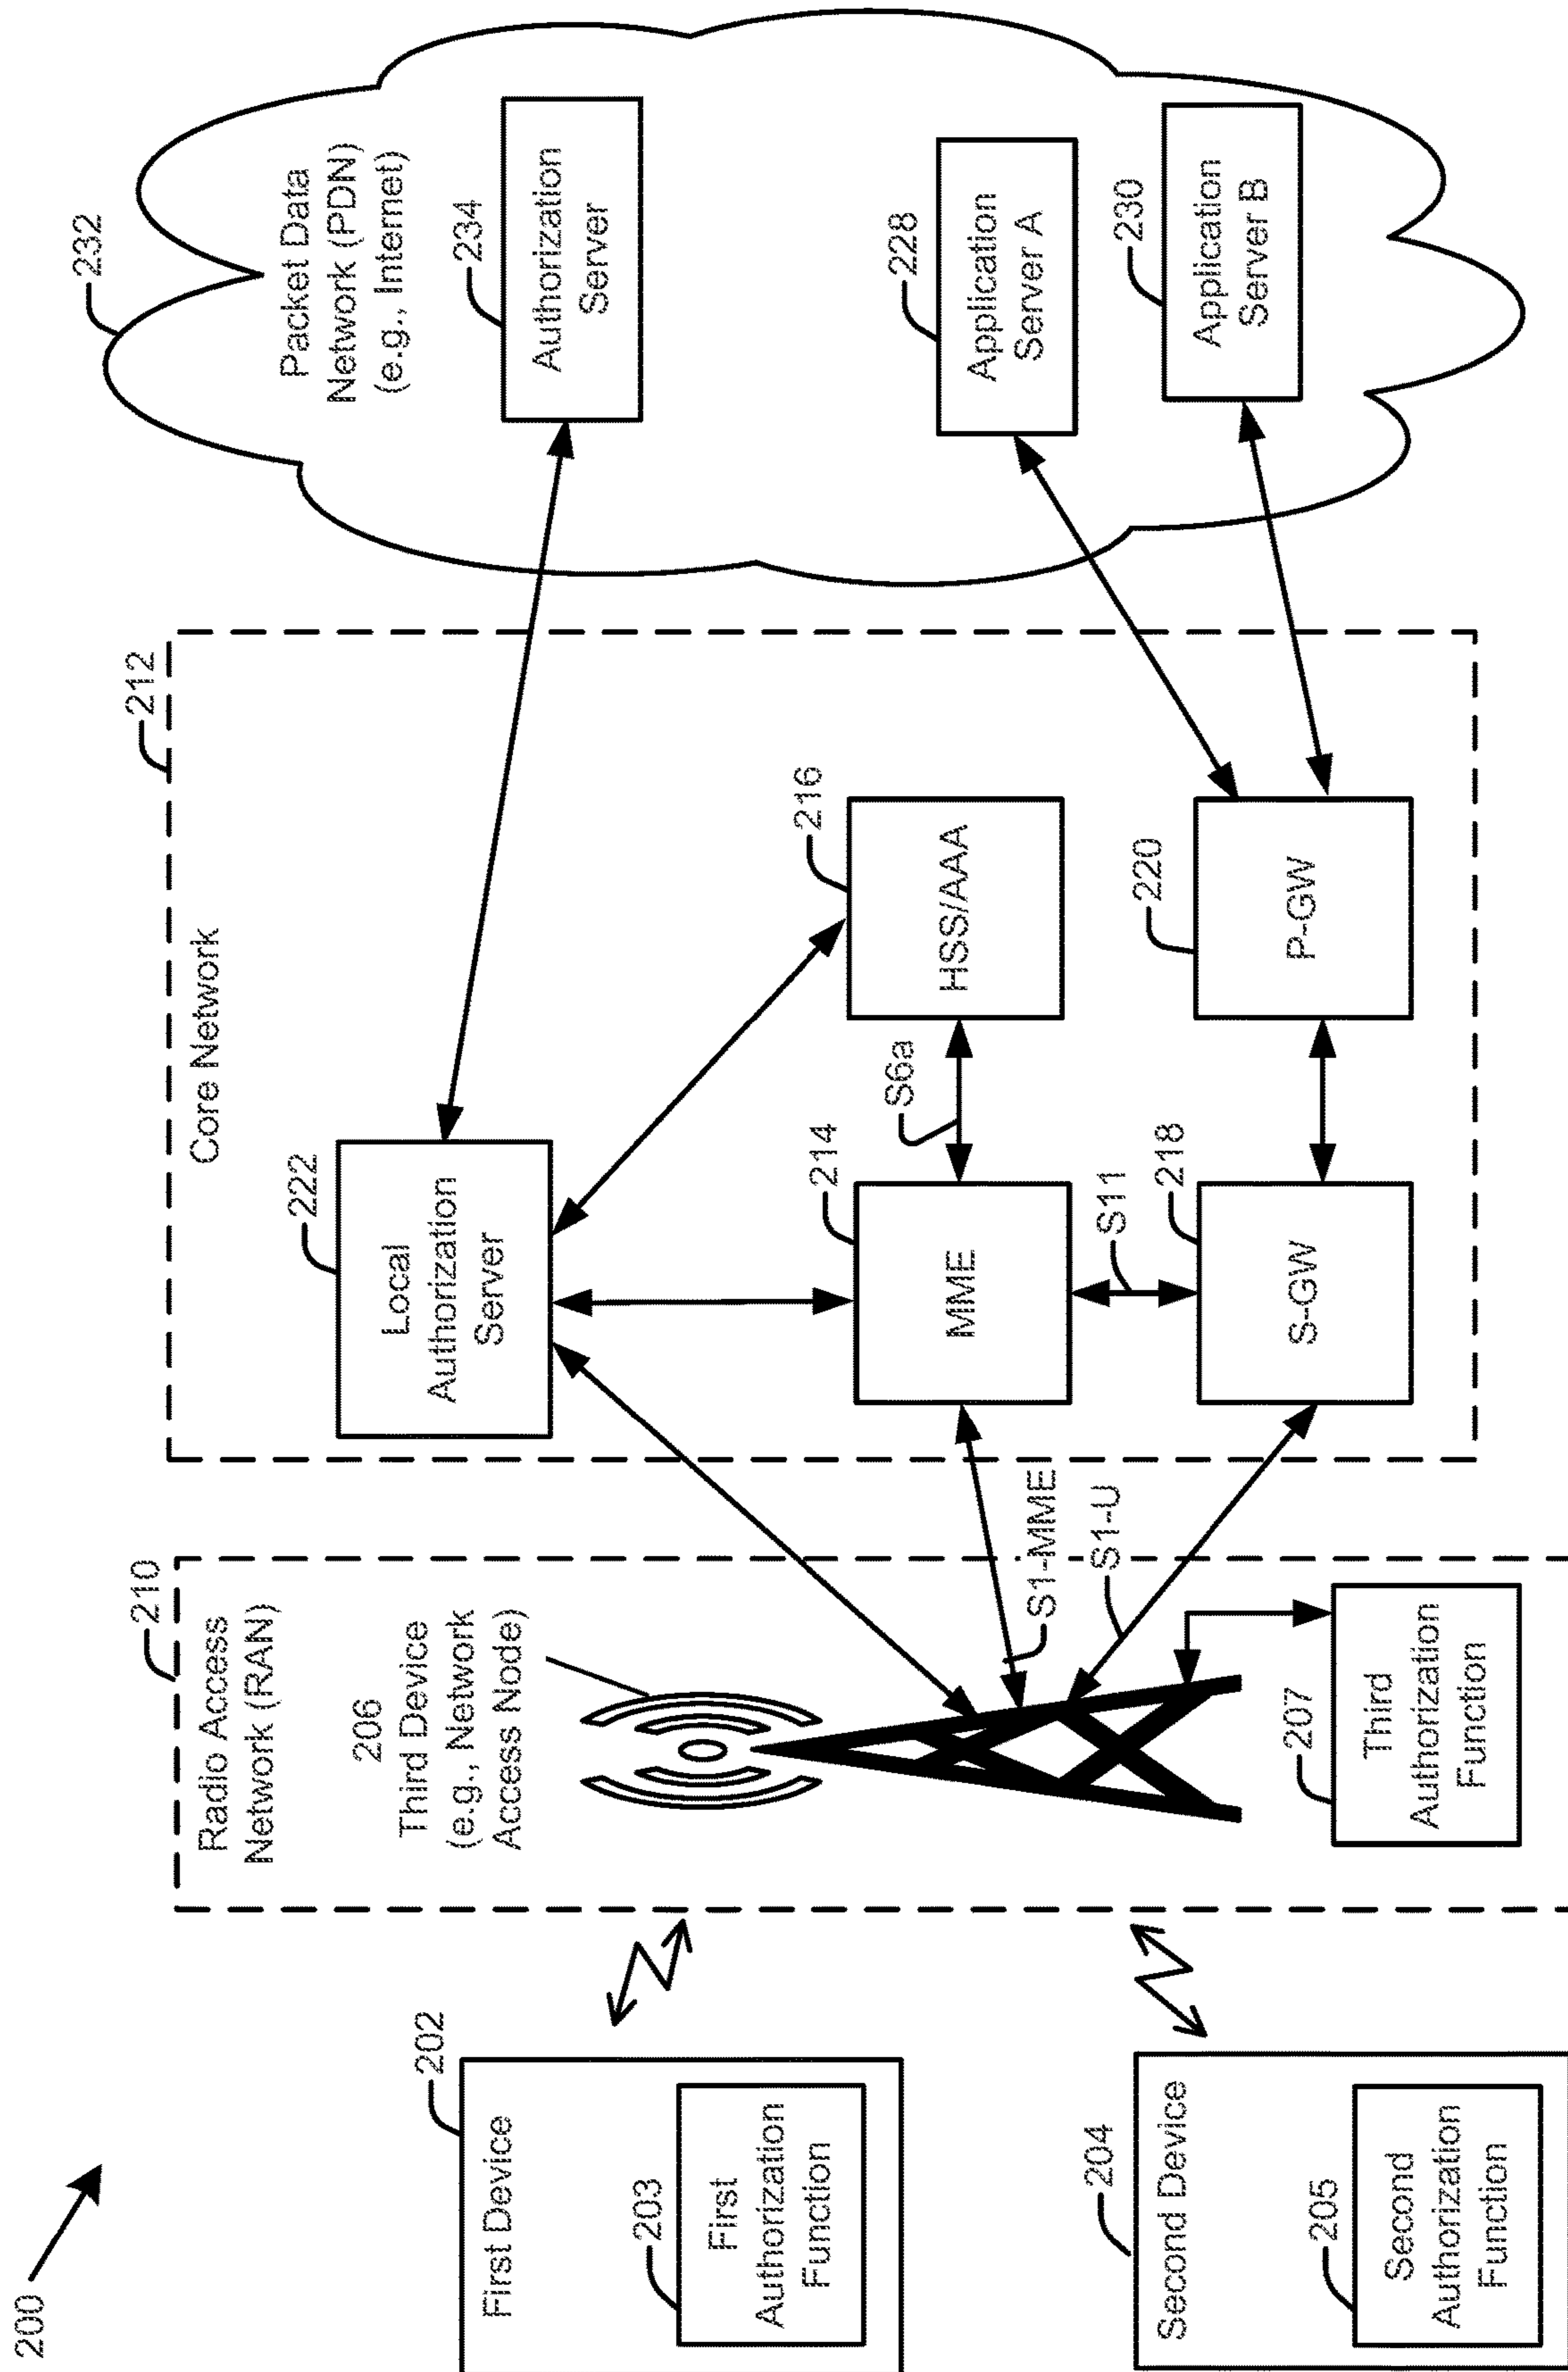 200
First Device
202
203
First
Authorization
Function
Second Device
204
205
Second
Authorization
Function
210
Radio Access
Network (RAN)
206
Third Device
(e.g., Network
Access Node)
207
Third
Authorization
Function
S1-MME
S1-U
212
Core Network
222
Local
Authorization
Server
214
MME
S6a
216
HSS/AAA
S11
218
S-GW
220
P-GW
232
Packet Data
Network (PDN)
(e.g., Internet)
234
Authorization
Server
228
Application
Server A
230
Application
Server B